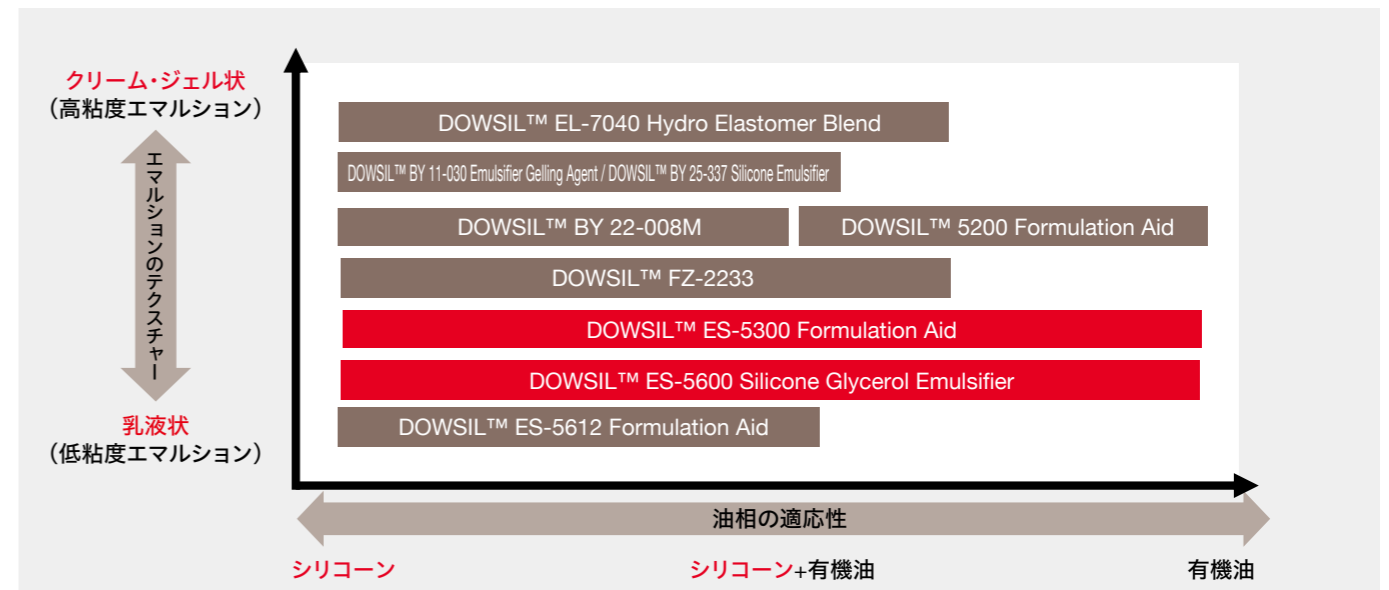 クリーム・ジェル状
（高粘度エマルション）
エマルションのテクスチャー
乳液状
（低粘度エマルション）
DOWSIL™ EL-7040 Hydro Elastomer Blend
DOWSIL™ BY 11-030 Emulsifier Gelling Agent / DOWSIL™ BY 25-337 Silicone Emulsifier
DOWSIL™ BY 22-008M
DOWSIL™ 5200 Formulation Aid
DOWSIL™ FZ-2233
DOWSIL™ ES-5300 Formulation Aid
DOWSIL™ ES-5600 Silicone Glycerol Emulsifier
DOWSIL™ ES-5612 Formulation Aid
油相の適応性
シリコーン
シリコーン+有機油
有機油